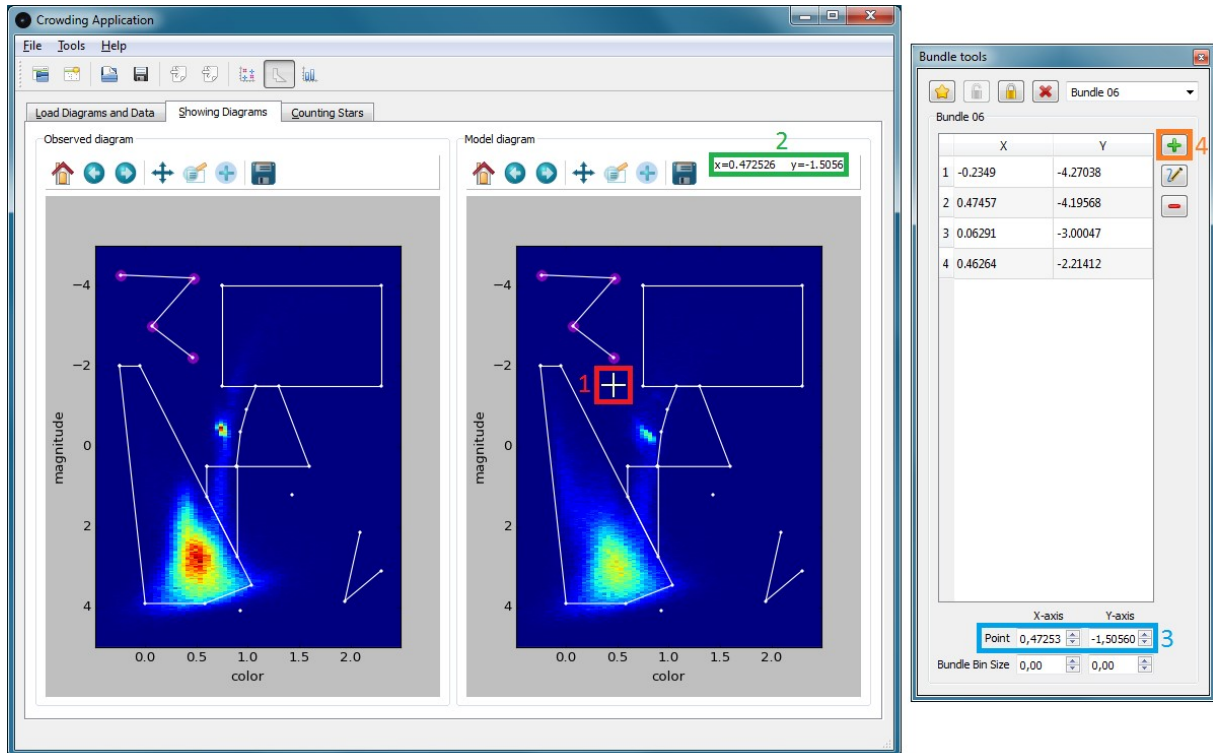 Crowding Application
File Tools Help
Load Diagrams and Data Showing Diagrams Counting Stars
Observed diagram
Model diagram
2
x=0.472526 y=-1.5056
−4
−2
0
2
4
magnitude
0.0 0.5 1.0 1.5 2.0
color
−4
−2
0
2
4
magnitude
1
0.0 0.5 1.0 1.5 2.0
color
Bundle tools
Bundle 06
Bundle 06
X Y
4
1 -0.2349 -4.27038
2 0.47457 -4.19568
3 0.06291 -3.00047
4 0.46264 -2.21412
X-axis Y-axis
Point 0,47253 -1,50560 3
Bundle Bin Size 0,00 0,00